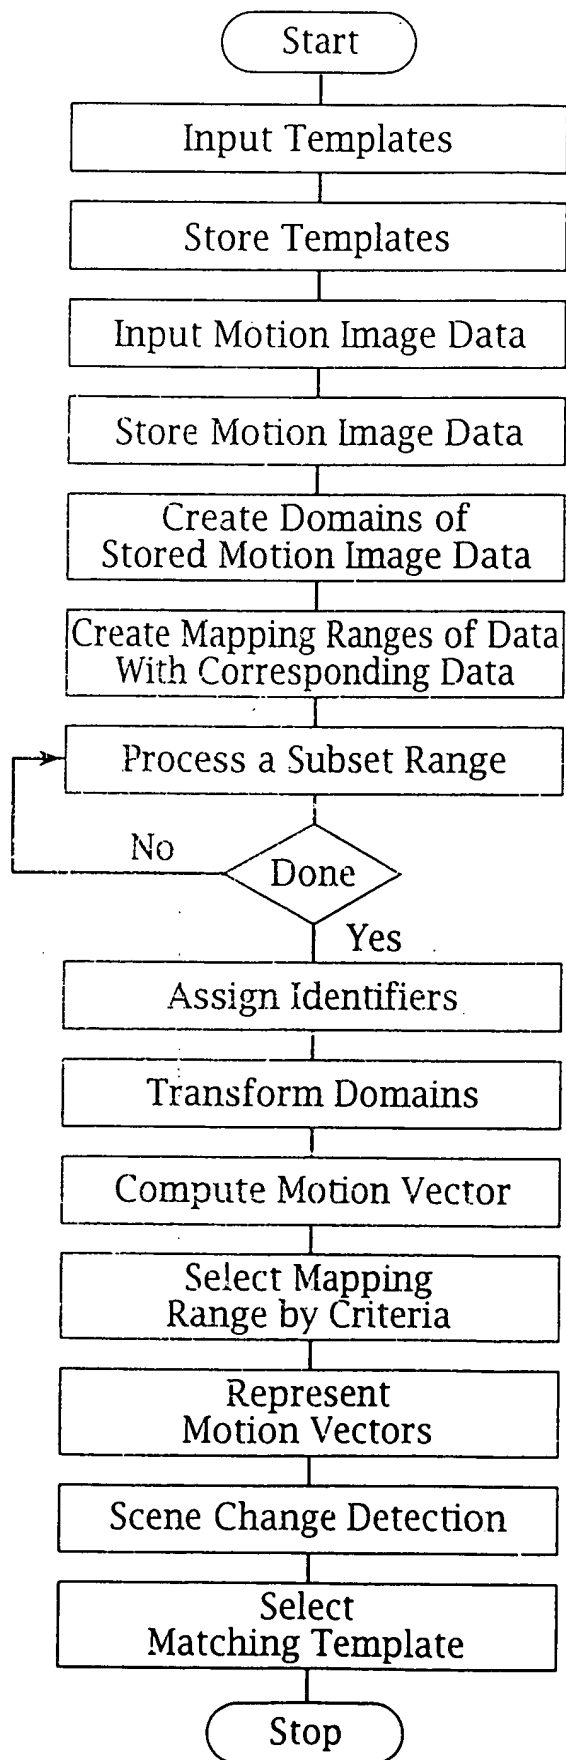 Start
Input Templates
Store Templates
Input Motion Image Data
Store Motion Image Data
Create Domains of
Stored Motion Image Data
Create Mapping Ranges of Data
With Corresponding Data
Process a Subset Range
No
Done
Yes
Assign Identifiers
Transform Domains
Compute Motion Vector
Select Mapping
Range by Criteria
Represent
Motion Vectors
Scene Change Detection
Select
Matching Template
Stop